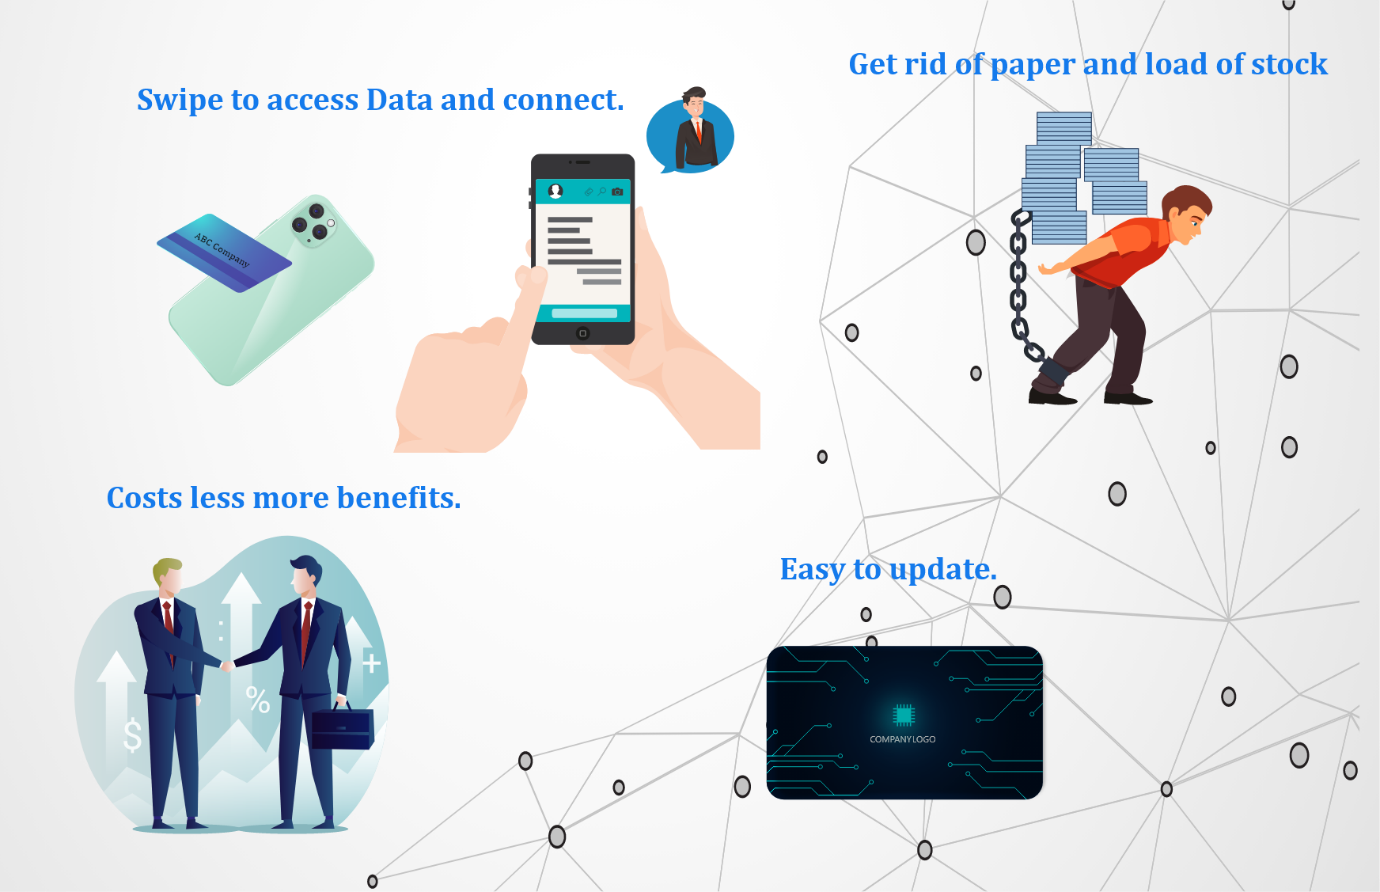 Get rid of paper and load of stock
Swipe to access Data and connect.
ABC Company
Costs less more benefits.
$
%
+
Easy to update.
COMPANY LOGO